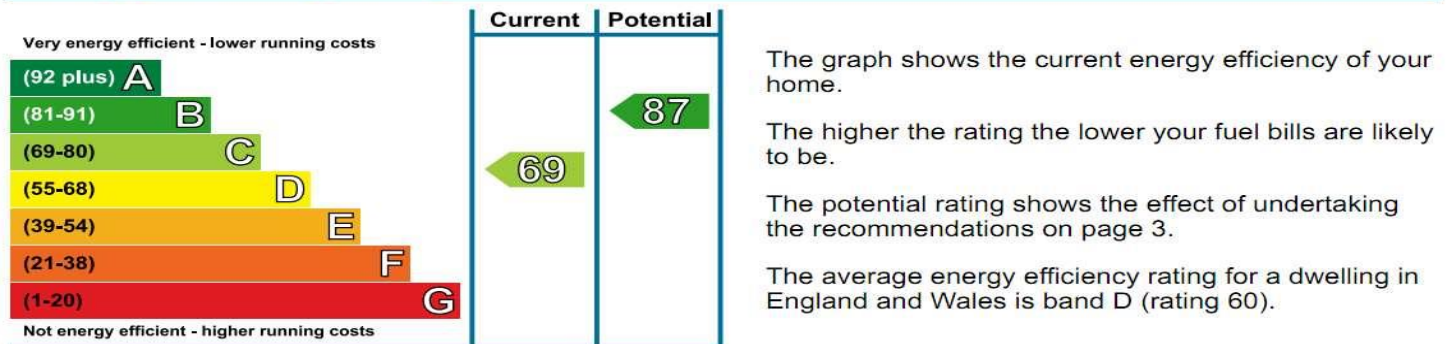 Current Potential
Very energy efficient - lower running costs
(92 plus) A
(81-91) B
87
(69-80) C
69
(55-68) D
(39-54) E
(21-38) F
(1-20) G
Not energy efficient - higher running costs
The graph shows the current energy efficiency of your
home.
The higher the rating the lower your fuel bills are likely
to be.
The potential rating shows the effect of undertaking
the recommendations on page 3.
The average energy efficiency rating for a dwelling in
England and Wales is band D (rating 60).